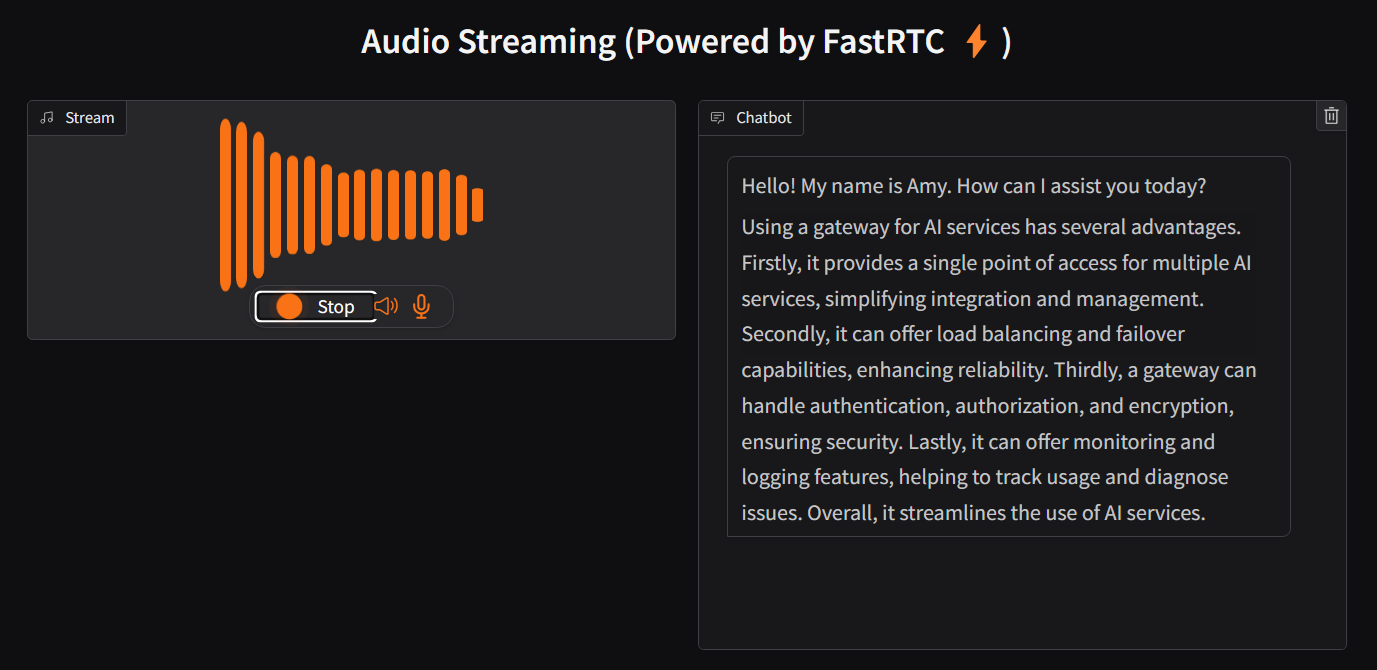 Audio Streaming (Powered by FastRTC ⚡ )
Stream
Stop
Chatbot
Hello! My name is Amy. How can I assist you today?
Using a gateway for AI services has several advantages.
Firstly, it provides a single point of access for multiple AI
services, simplifying integration and management.
Secondly, it can offer load balancing and failover
capabilities, enhancing reliability. Thirdly, a gateway can
handle authentication, authorization, and encryption,
ensuring security. Lastly, it can offer monitoring and
logging features, helping to track usage and diagnose
issues. Overall, it streamlines the use of AI services.